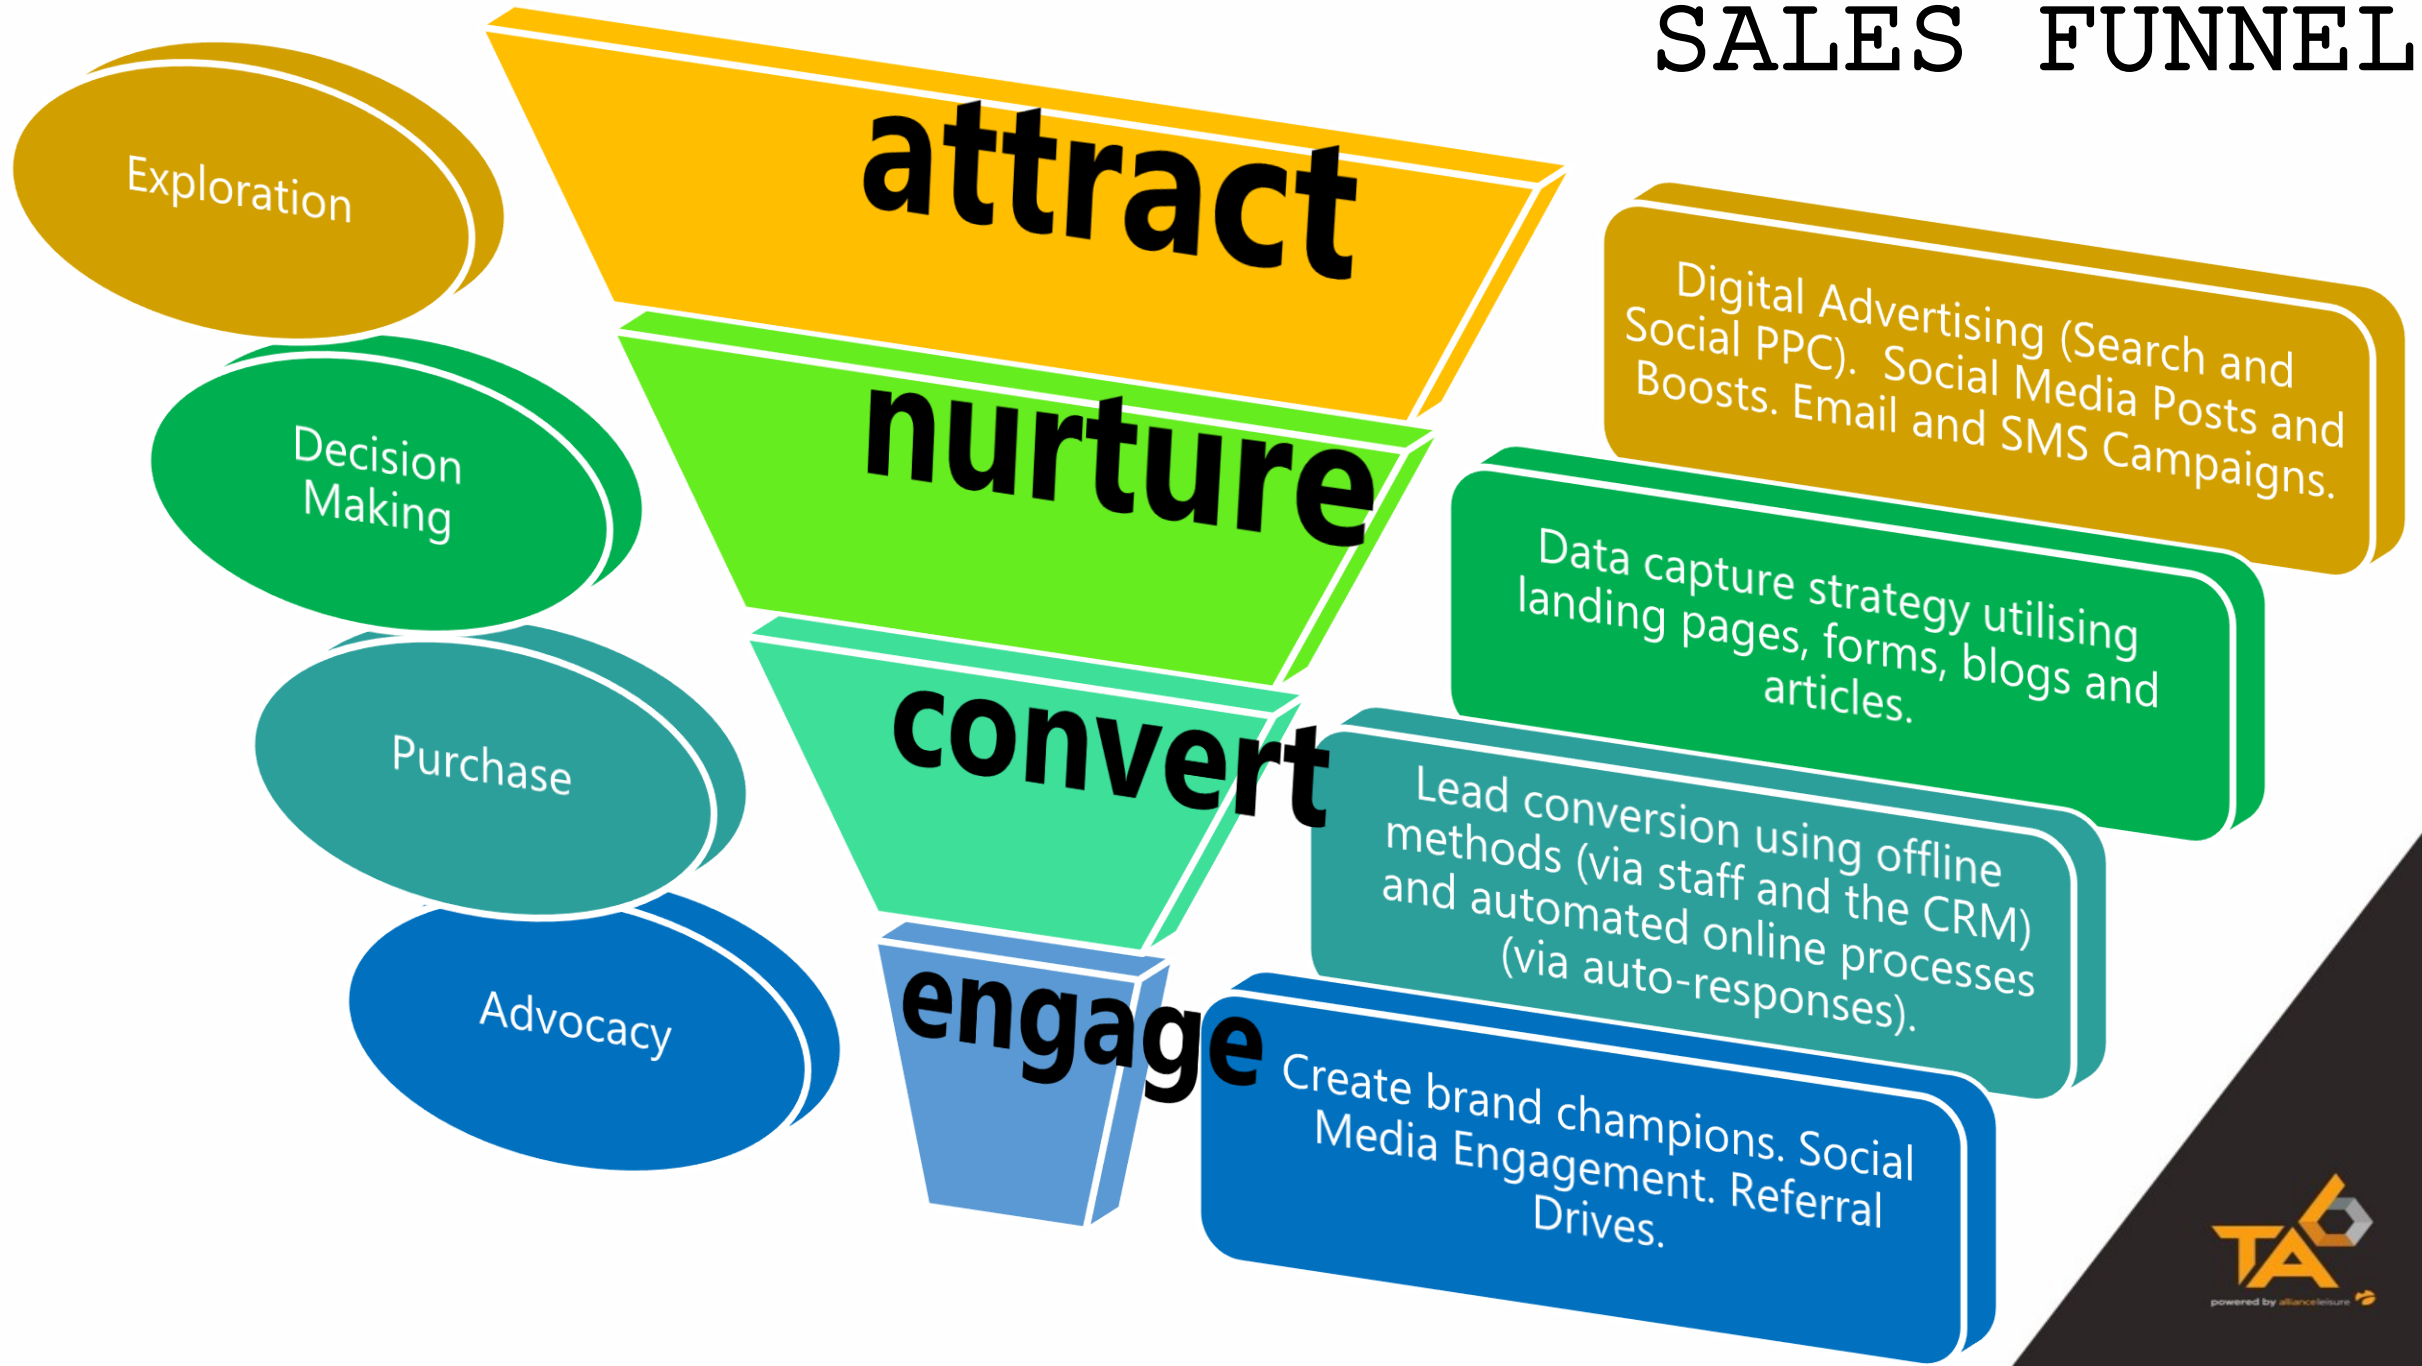 SALES FUNNEL
Exploration
attract
Digital Advertising (Search and
Social PPC).  Social Media Posts and
Boosts. Email and SMS Campaigns.
Decision
Making
nurture
Data capture strategy utilising
landing pages, forms, blogs and
articles.
Purchase
convert
Lead conversion using offline
methods (via staff and the CRM)
and automated online processes
(via auto-responses).
Advocacy
engage
Create brand champions. Social
Media Engagement. Referral
Drives.
TA6
powered by allianceleisure